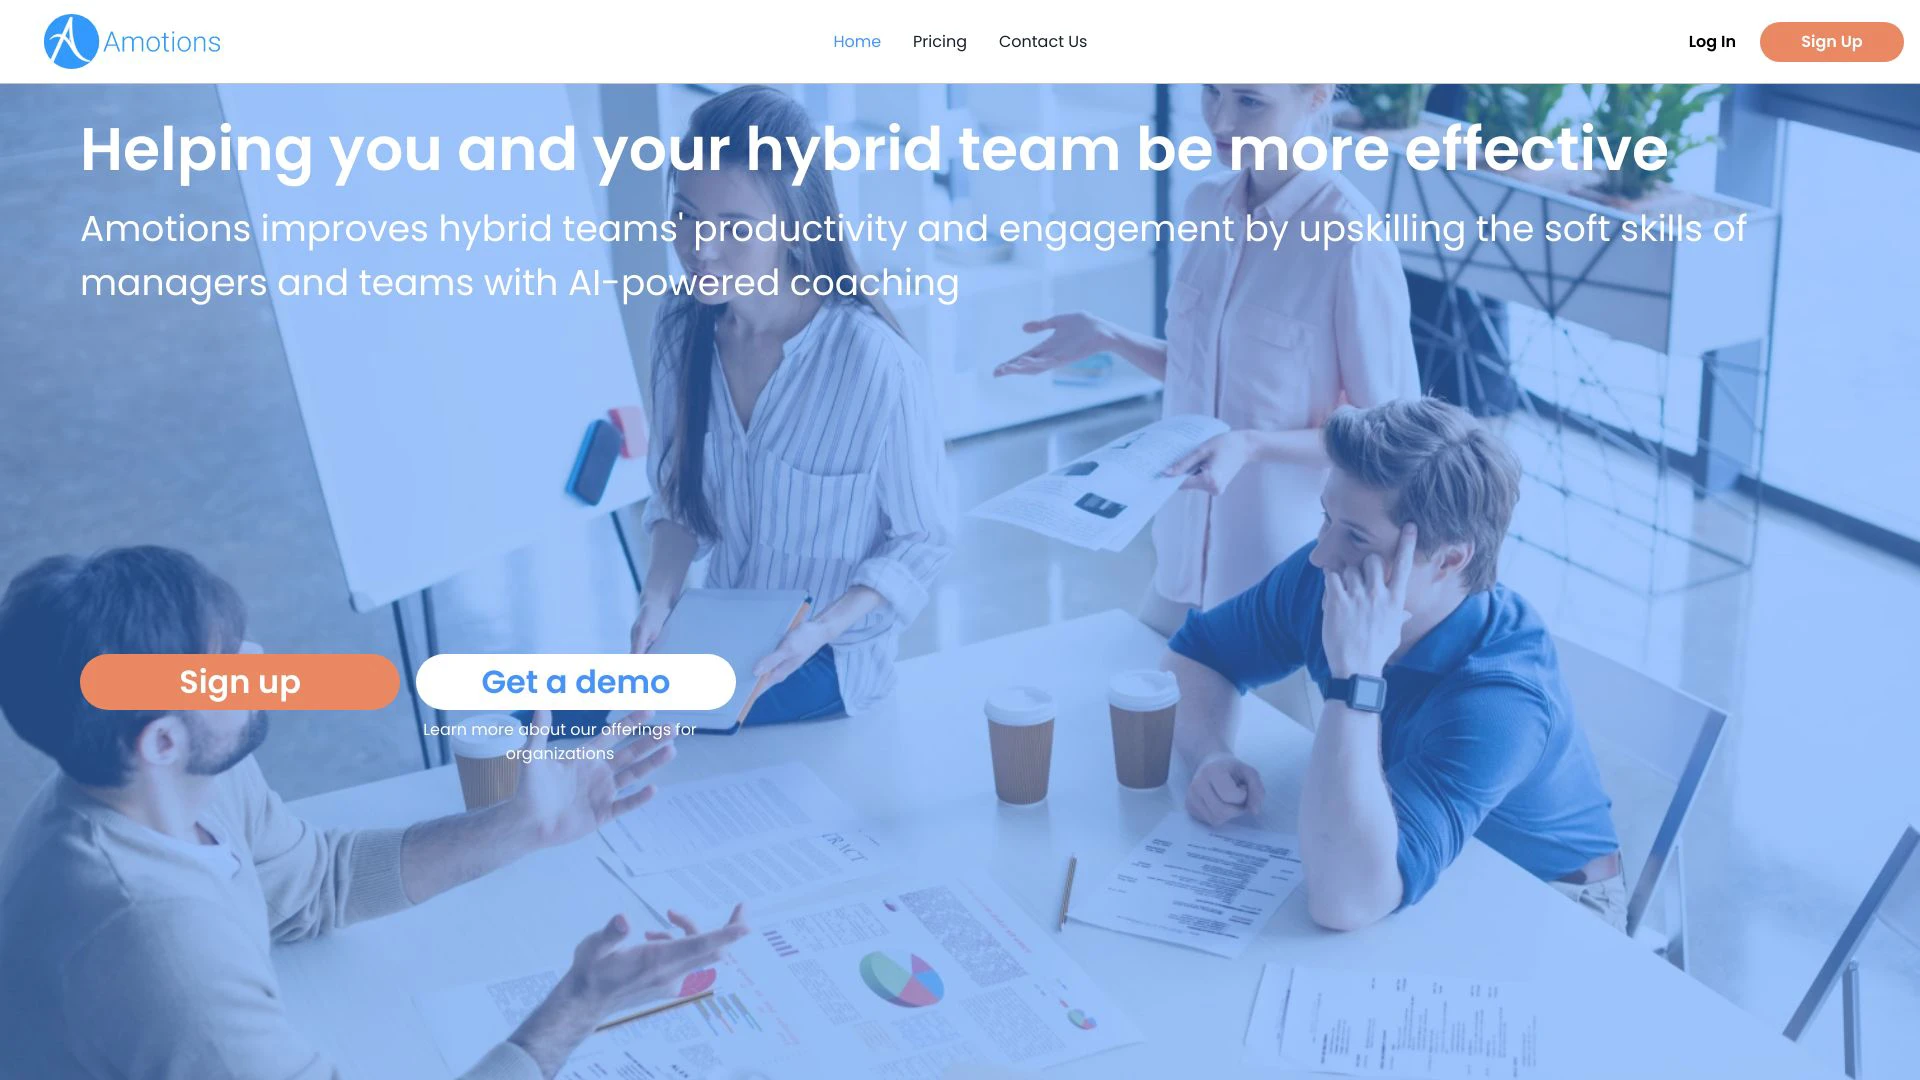 Amotions
Home
Pricing
Contact Us
Log In
Sign Up
Helping you and your hybrid team be more effective
Amotions improves hybrid teams' productivity and engagement by upskilling the soft skills of
managers and teams with AI-powered coaching
Sign up
Get a demo
Learn more about our offerings for
organizations